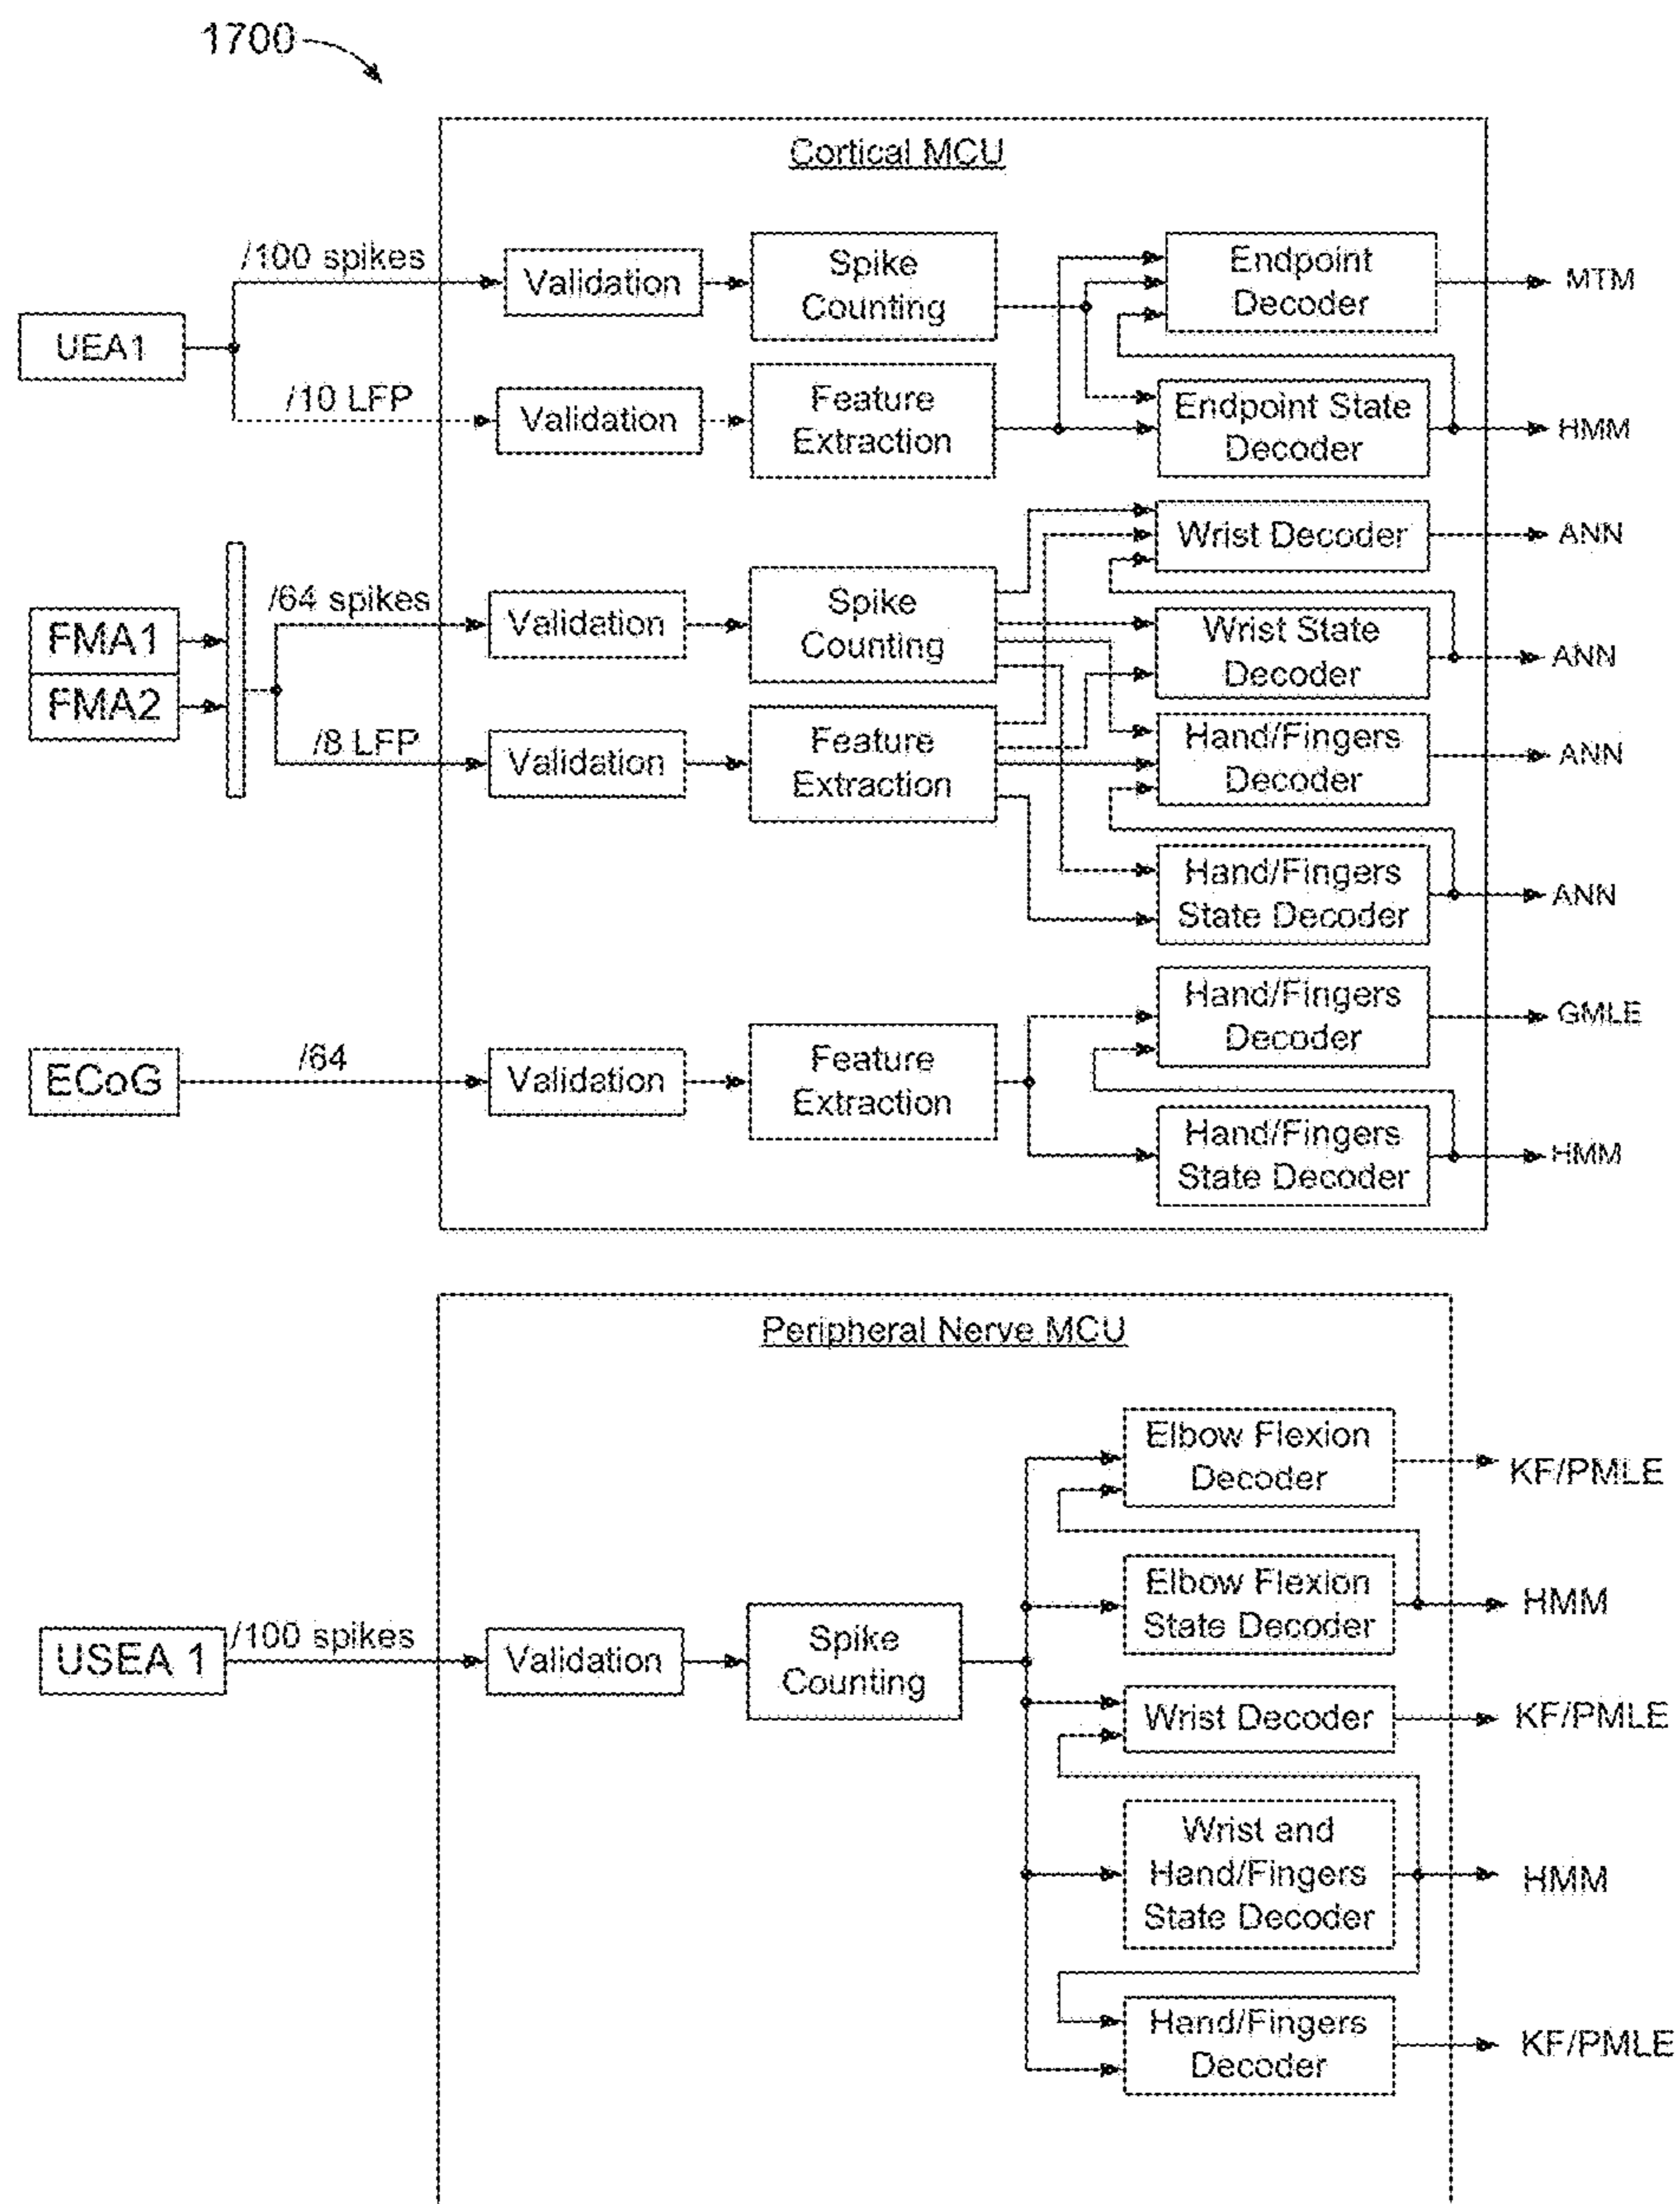 1700
Cortical MCU
/100 spikes
Validation
Spike
Counting
Endpoint
Decoder
MTM
UEA1
/10 LFP
Validation
Feature
Extraction
Endpoint State
Decoder
HMM
Wrist Decoder
ANN
FMA1
FMA2
/64 spikes
Validation
Spike
Counting
Wrist State
Decoder
ANN
/8 LFP
Validation
Feature
Extraction
Hand/Fingers
Decoder
ANN
Hand/Fingers
State Decoder
ANN
ECoG
/64
Validation
Feature
Extraction
Hand/Fingers
Decoder
GMLE
Hand/Fingers
State Decoder
HMM
Peripheral Nerve MCU
USEA 1
/100 spikes
Validation
Spike
Counting
Elbow Flexion
Decoder
KF/PMLE
Elbow Flexion
State Decoder
HMM
Wrist Decoder
KF/PMLE
Wrist and
Hand/Fingers
State Decoder
HMM
Hand/Fingers
Decoder
KF/PMLE